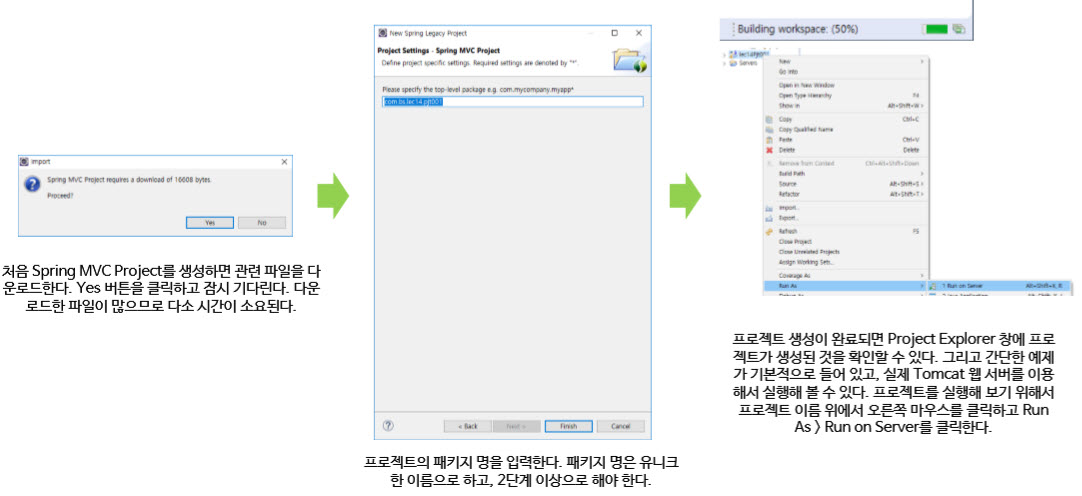 Import
Spring MVC Project requires a download of 16608 bytes.
Proceed?
Yes
No
처음 Spring MVC Project를 생성하면 관련 파일을 다
운로드한다. Yes 버튼을 클릭하고 잠시 기다린다. 다운
로드한 파일이 많으므로 다소 시간이 소요된다.
New Spring Legacy Project
Project Settings - Spring MVC Project
Define project specific settings. Required settings are denoted by "*".
Please specify the top-level package e.g. com.mycompany.myapp*
com.bs.lec14.pjt001
< Back
Next >
Finish
Cancel
프로젝트의 패키지 명을 입력한다. 패키지 명은 유니크
한 이름으로 하고, 2단계 이상으로 해야 한다.
Building workspace: (50%)
Servers
New
Go Into
Open in New Window
Open Type Hierarchy F4
Show In Alt+Shift+W >
Copy Ctrl+C
Copy Qualified Name
Paste Ctrl+V
Delete Delete
Remove from Context Ctrl+Alt+Shift+Down
Build Path
Source Alt+Shift+S >
Refactor Alt+Shift+T >
Import...
Export...
Refresh F5
Close Project
Close Unrelated Projects
Assign Working Sets...
Coverage As
Run As 1 Run on Server Alt+Shift+X, R
프로젝트 생성이 완료되면 Project Explorer 창에 프로
젝트가 생성된 것을 확인할 수 있다. 그리고 간단한 예제
가 기본적으로 들어 있고, 실제 Tomcat 웹 서버를 이용
해서 실행해 볼 수 있다. 프로젝트를 실행해 보기 위해서
프로젝트 이름 위에서 오른쪽 마우스를 클릭하고 Run
As > Run on Server를 클릭한다.